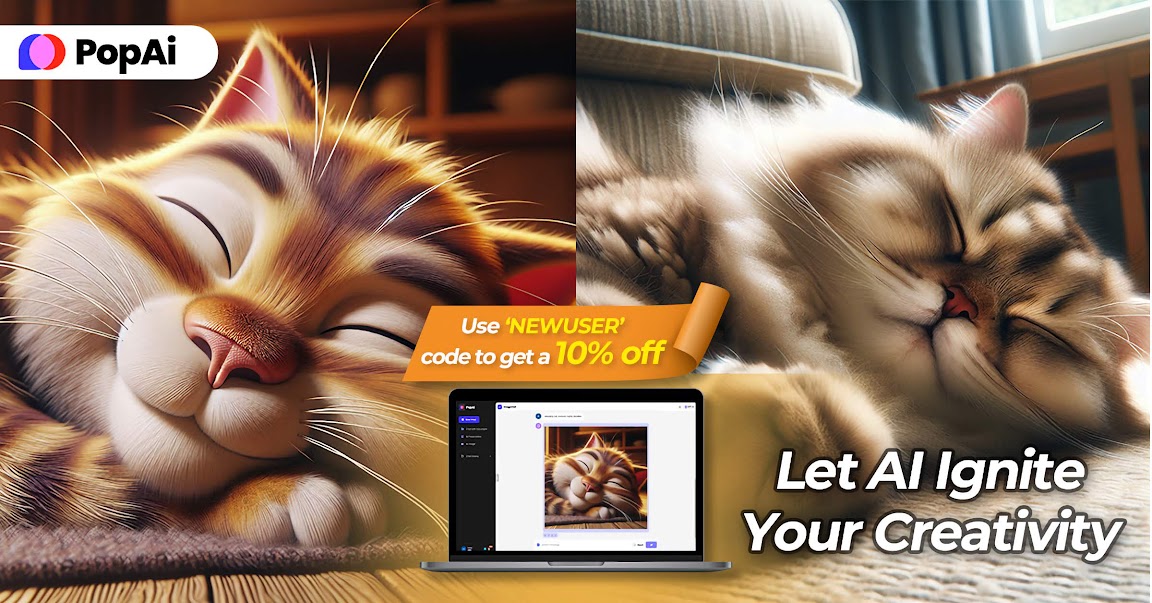 PopAi
Use ‘NEWUSER’
code to get a 10% off
Let AI Ignite
Your Creativity